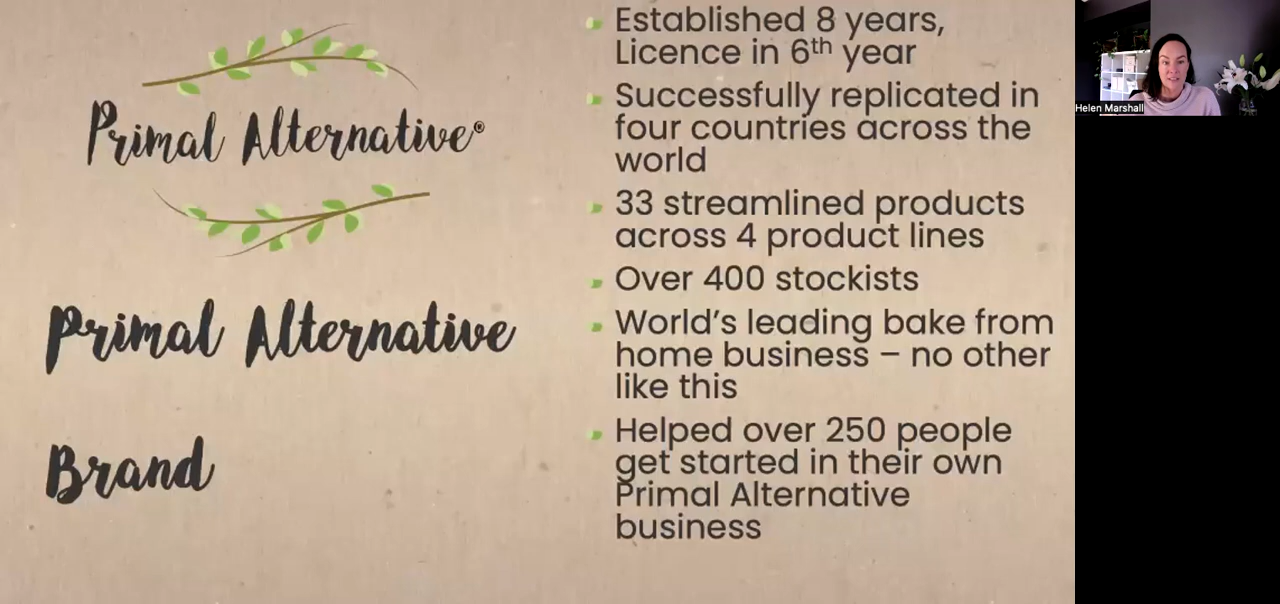 Primal Alternative®
Primal Alternative
Brand
Established 8 years,
Licence in 6th year
Successfully replicated in
four countries across the
world
33 streamlined products
across 4 product lines
Over 400 stockists
World's leading bake from
home business – no other
like this
Helped over 250 people
get started in their own
Primal Alternative
business
Helen Marshall